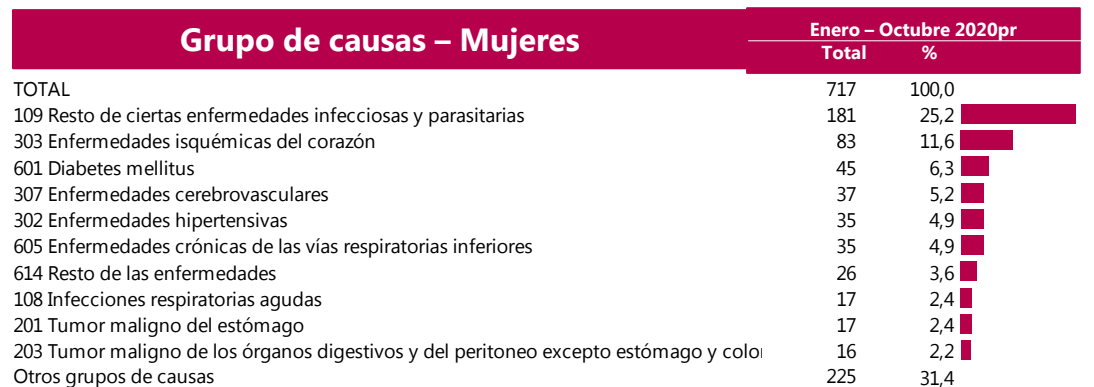 Grupo de causas – Mujeres Enero – Octubre 2020pr
Total %
TOTAL 717 100,0
109 Resto de ciertas enfermedades infecciosas y parasitarias 181 25,2
303 Enfermedades isquémicas del corazón 83 11,6
601 Diabetes mellitus 45 6,3
307 Enfermedades cerebrovasculares 37 5,2
302 Enfermedades hipertensivas 35 4,9
605 Enfermedades crónicas de las vías respiratorias inferiores 35 4,9
614 Resto de las enfermedades 26 3,6
108 Infecciones respiratorias agudas 17 2,4
201 Tumor maligno del estómago 17 2,4
203 Tumor maligno de los órganos digestivos y del peritoneo excepto estómago y colo 16 2,2
Otros grupos de causas 225 31,4